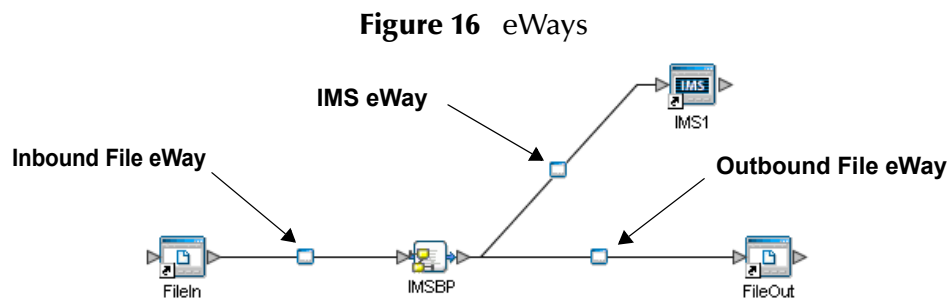 Figure 16 eWays
IMS eWay
IMS
IMS1
Inbound File eWay
Outbound File eWay
FileIn
IMSBP
FileOut